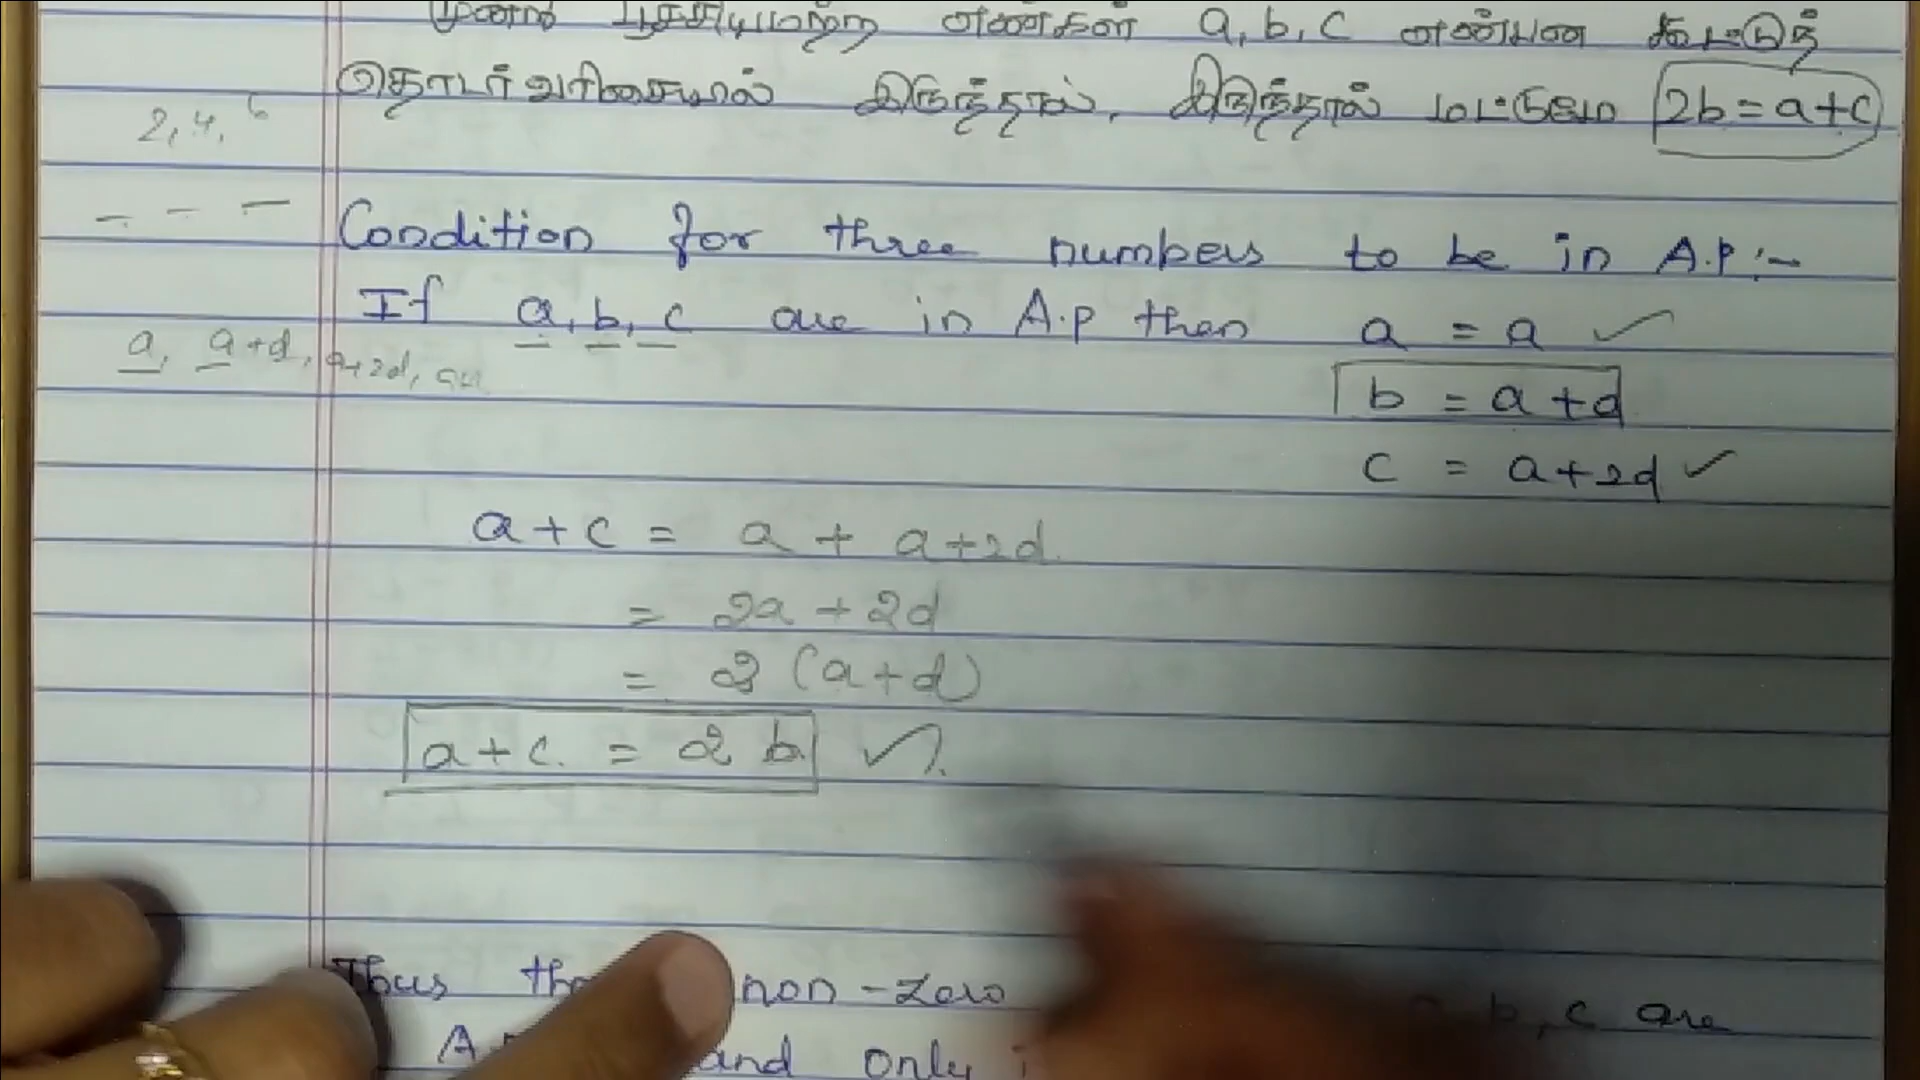 மூன்று பூச்சியமற்ற எண்கள் a, b, c என்பன கூட்டுத்
தொடர் வரிசையில் இருந்தால், இருந்தால் மட்டுமே 2b = a+c
2, 4, 6
Condition for three numbers to be in A.P :-
If a, b, c are in A.p then a = a ✓
a, a+d, a+2d,
b = a+d
c = a+2d ✓
a + c = a + a+2d
= 2a + 2d
= 2 (a+d)
a + c. = 2 b ✓
Thus non-zero b, c are
A and only